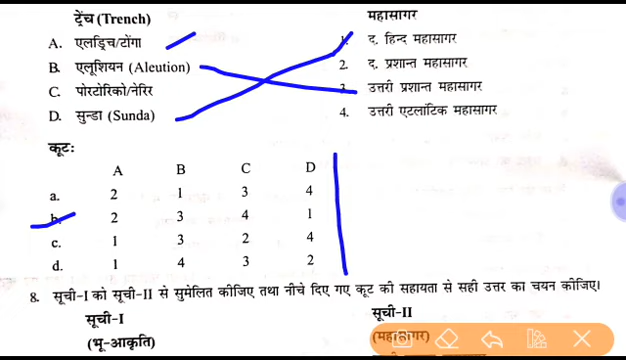 ट्रेंच (Trench) महासागर
A. एलड्रिच/टोंगा 1. द. हिन्द महासागर
B. एलूशियन (Aleution) 2. द. प्रशान्त महासागर
C. पोरटोरिको/नेरिर 3. उत्तरी प्रशान्त महासागर
D. सुन्डा (Sunda) 4. उत्तरी एटलांटिक महासागर
कूटः
A B C D
a. 2 1 3 4
b. 2 3 4 1
c. 1 3 2 4
d. 1 4 3 2
8. सूची-I को सूची-II से सुमेलित कीजिए तथा नीचे दिए गए कूट की सहायता से सही उत्तर का चयन कीजिए।
सूची-I सूची-II
(भू-आकृति) (महासागर)